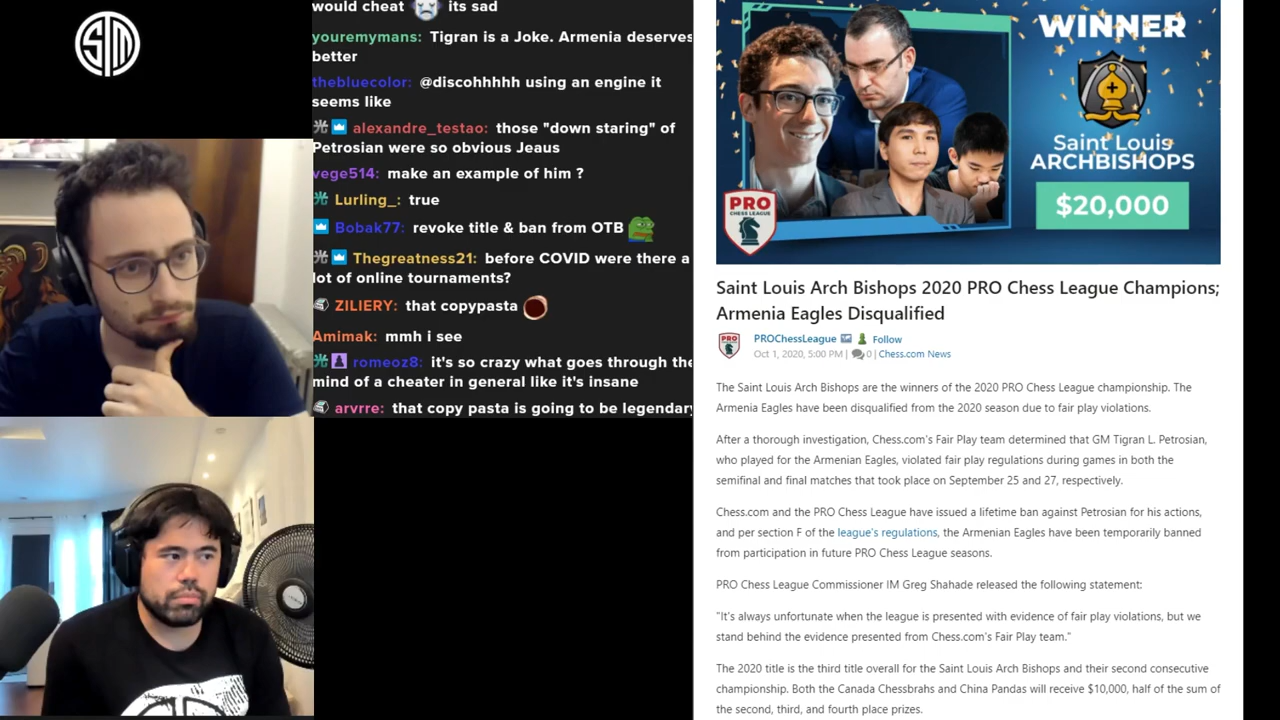 TSM
would cheat its sad
youremymans: Tigran is a Joke. Armenia deserves
better
thebluecolor: @discohhhhh using an engine it
seems like
alexandre_testao: those "down staring" of
Petrosian were so obvious Jeaus
vege514: make an example of him ?
Lurling_: true
Bobak77: revoke title & ban from OTB
Thegreatness21: before COVID were there a
lot of online tournaments?
ZILIERY: that copypasta
Amimak: mmh i see
romeoz8: it's so crazy what goes through the
mind of a cheater in general like it's insane
arvrre: that copy pasta is going to be legendary
WINNER
Saint Louis
ARCHBISHOPS
$20,000
PRO
CHESS LEAGUE
Saint Louis Arch Bishops 2020 PRO Chess League Champions;
Armenia Eagles Disqualified
PRO
PROChessLeague Follow
Oct 1, 2020, 5:00 PM | 0 | Chess.com News
The Saint Louis Arch Bishops are the winners of the 2020 PRO Chess League championship. The
Armenia Eagles have been disqualified from the 2020 season due to fair play violations.
After a thorough investigation, Chess.com's Fair Play team determined that GM Tigran L. Petrosian,
who played for the Armenian Eagles, violated fair play regulations during games in both the
semifinal and final matches that took place on September 25 and 27, respectively.
Chess.com and the PRO Chess League have issued a lifetime ban against Petrosian for his actions,
and per section F of the league's regulations, the Armenian Eagles have been temporarily banned
from participation in future PRO Chess League seasons.
PRO Chess League Commissioner IM Greg Shahade released the following statement:
"It's always unfortunate when the league is presented with evidence of fair play violations, but we
stand behind the evidence presented from Chess.com's Fair Play team."
The 2020 title is the third title overall for the Saint Louis Arch Bishops and their second consecutive
championship. Both the Canada Chessbrahs and China Pandas will receive $10,000, half of the sum of
the second, third, and fourth place prizes.